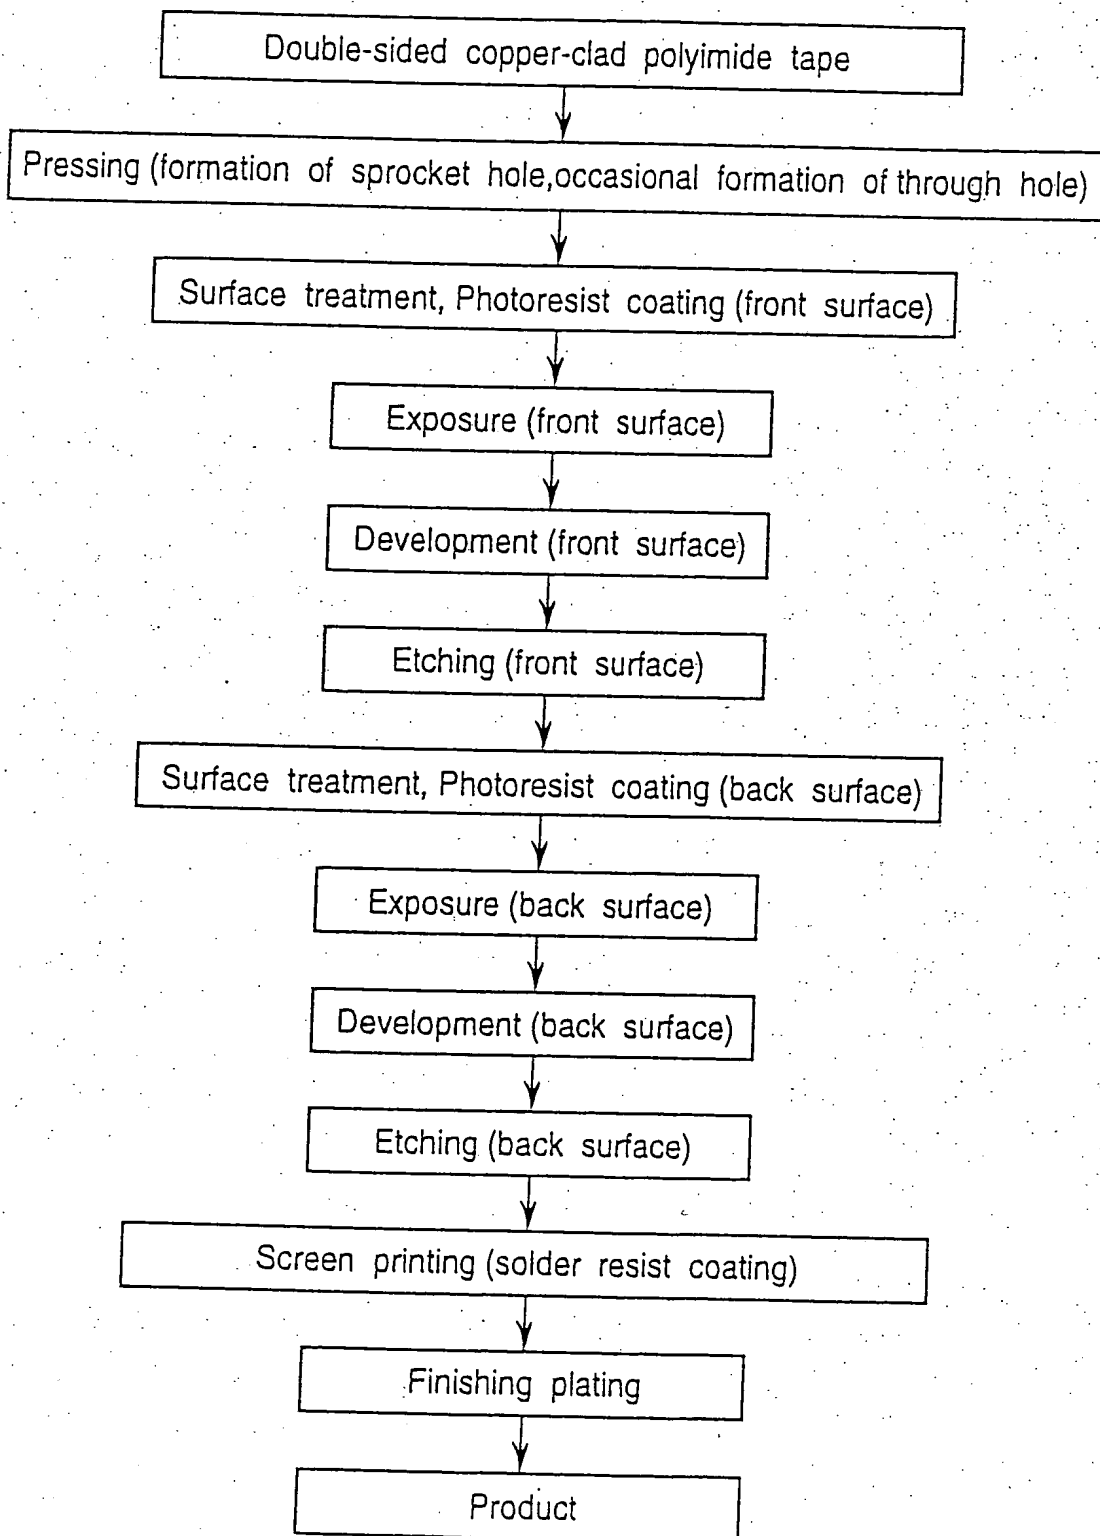 Double-sided copper-clad polyimide tape
Pressing (formation of sprocket hole,occasional formation of through hole)
Surface treatment, Photoresist coating (front surface)
Exposure (front surface)
Development (front surface)
Etching (front surface)
Surface treatment, Photoresist coating (back surface)
Exposure (back surface)
Development (back surface)
Etching (back surface)
Screen printing (solder resist coating)
Finishing plating
Product